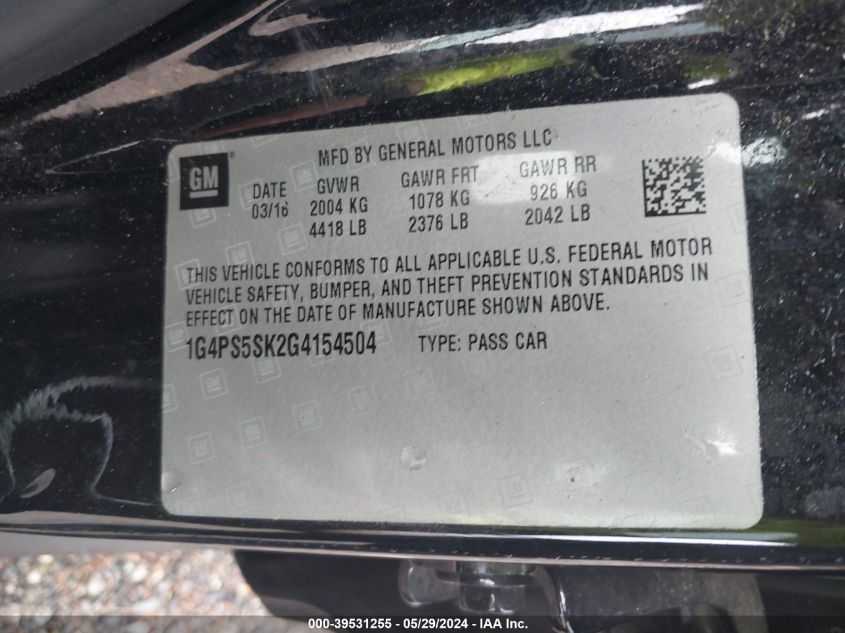 GM ®
MFD BY GENERAL MOTORS LLC
DATE GVWR GAWR FRT GAWR RR
03/16 2004 KG 1078 KG 926 KG
4418 LB 2376 LB 2042 LB
THIS VEHICLE CONFORMS TO ALL APPLICABLE U.S. FEDERAL MOTOR
VEHICLE SAFETY, BUMPER, AND THEFT PREVENTION STANDARDS IN
EFFECT ON THE DATE OF MANUFACTURE SHOWN ABOVE.
1G4PS5SK2G4154504 TYPE: PASS CAR
000-39531255 - 05/29/2024 - IAA Inc.